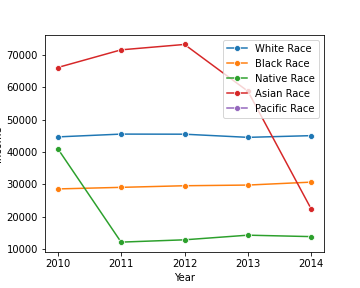 70000
60000
50000
40000
30000
20000
10000
White Race
Black Race
Native Race
Asian Race
Pacific Race
2010 2011 2012 2013 2014
Year